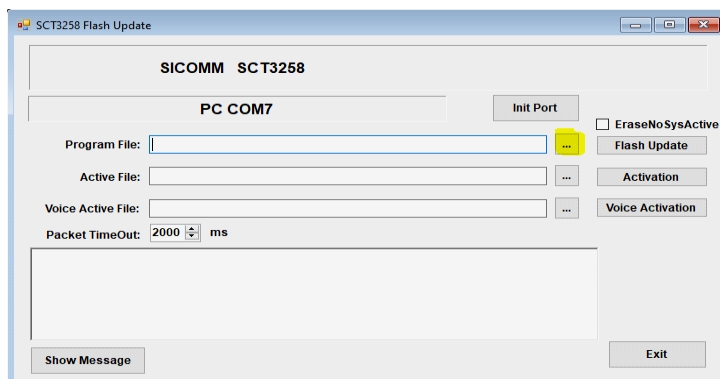 SCT3258 Flash Update
SICOMM SCT3258
PC COM7
Init Port
EraseNoSysActive
Program File:
...
Flash Update
Active File:
...
Activation
Voice Active File:
...
Voice Activation
Packet TimeOut:
2000
ms
Show Message
Exit